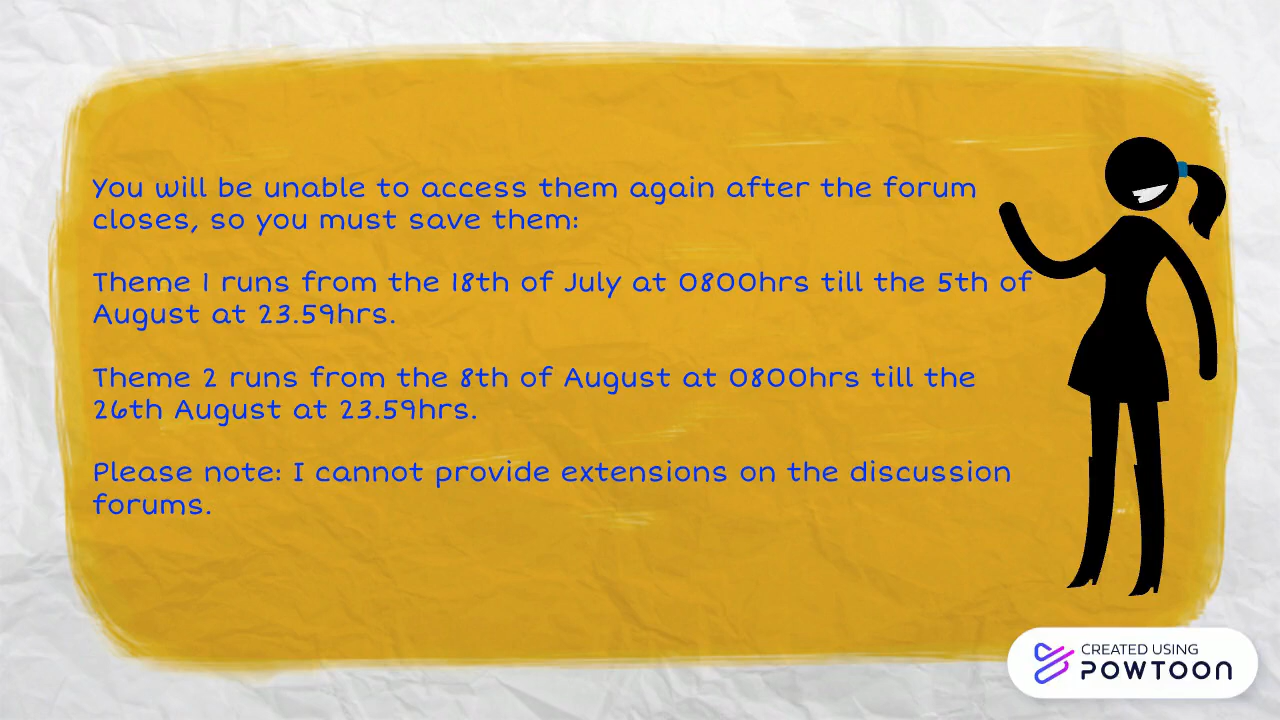 You will be unable to access them again after the forum
closes, so you must save them:
Theme 1 runs from the 18th of July at 0800hrs till the 5th of
August at 23.59hrs.
Theme 2 runs from the 8th of August at 0800hrs till the
26th August at 23.59hrs.
Please note: I cannot provide extensions on the discussion
forums.
CREATED USING
POWTOON